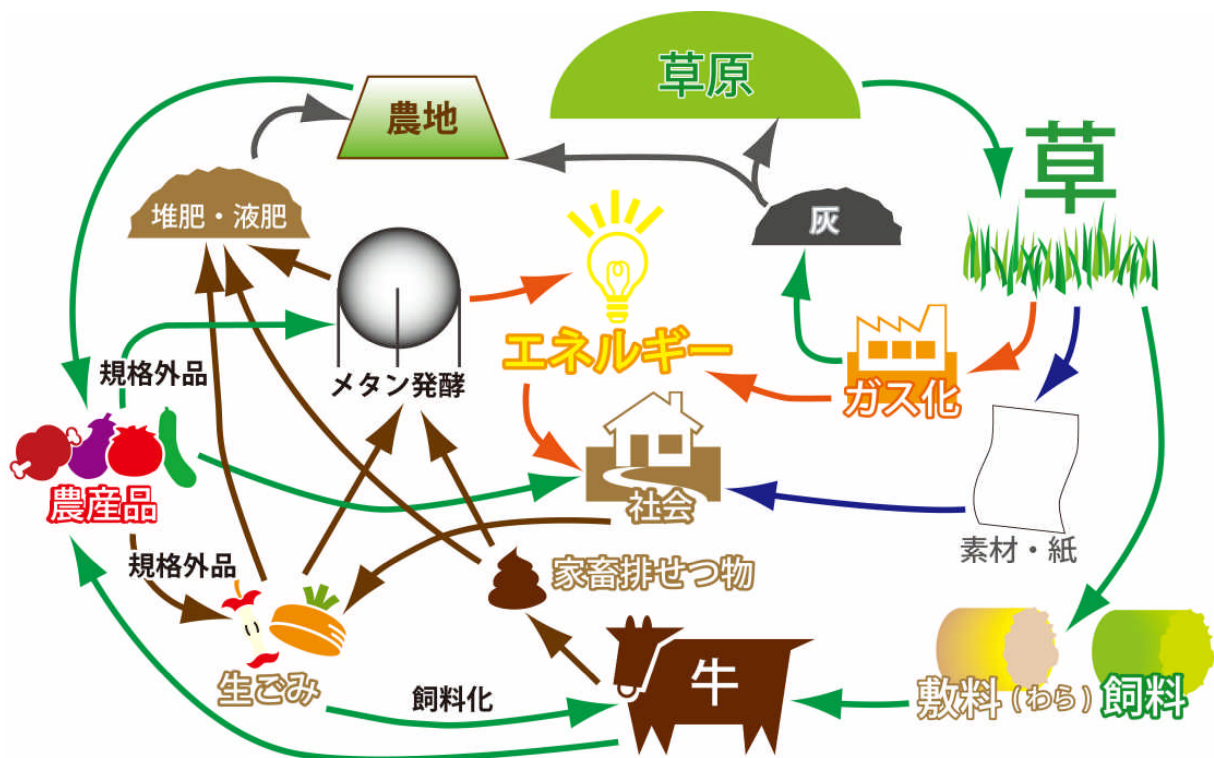 草原
農地
草
堆肥・液肥
灰
エネルギー
規格外品
メタン発酵
ガス化
農産品
社会
素材・紙
規格外品
家畜排せつ物
生ごみ
飼料化
牛
敷料(わら)飼料